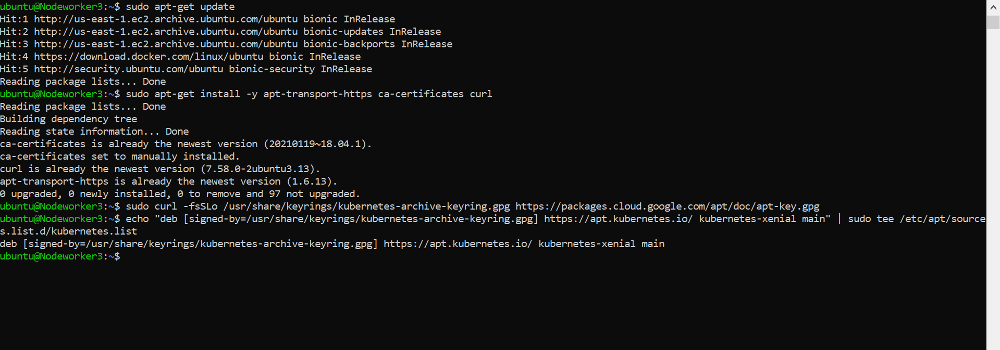 ubuntu@Nodeworker3:~$ sudo apt-get update
Hit:1 http://us-east-1.ec2.archive.ubuntu.com/ubuntu bionic InRelease
Hit:2 http://us-east-1.ec2.archive.ubuntu.com/ubuntu bionic-updates InRelease
Hit:3 http://us-east-1.ec2.archive.ubuntu.com/ubuntu bionic-backports InRelease
Hit:4 https://download.docker.com/linux/ubuntu bionic InRelease
Hit:5 http://security.ubuntu.com/ubuntu bionic-security InRelease
Reading package lists... Done
ubuntu@Nodeworker3:~$ sudo apt-get install -y apt-transport-https ca-certificates curl
Reading package lists... Done
Building dependency tree
Reading state information... Done
ca-certificates is already the newest version (20210119~18.04.1).
ca-certificates set to manually installed.
curl is already the newest version (7.58.0-2ubuntu3.13).
apt-transport-https is already the newest version (1.6.13).
0 upgraded, 0 newly installed, 0 to remove and 97 not upgraded.
ubuntu@Nodeworker3:~$ sudo curl -fsSLo /usr/share/keyrings/kubernetes-archive-keyring.gpg https://packages.cloud.google.com/apt/doc/apt-key.gpg
ubuntu@Nodeworker3:~$ echo "deb [signed-by=/usr/share/keyrings/kubernetes-archive-keyring.gpg] https://apt.kubernetes.io/ kubernetes-xenial main" | sudo tee /etc/apt/source
s.list.d/kubernetes.list
deb [signed-by=/usr/share/keyrings/kubernetes-archive-keyring.gpg] https://apt.kubernetes.io/ kubernetes-xenial main
ubuntu@Nodeworker3:~$